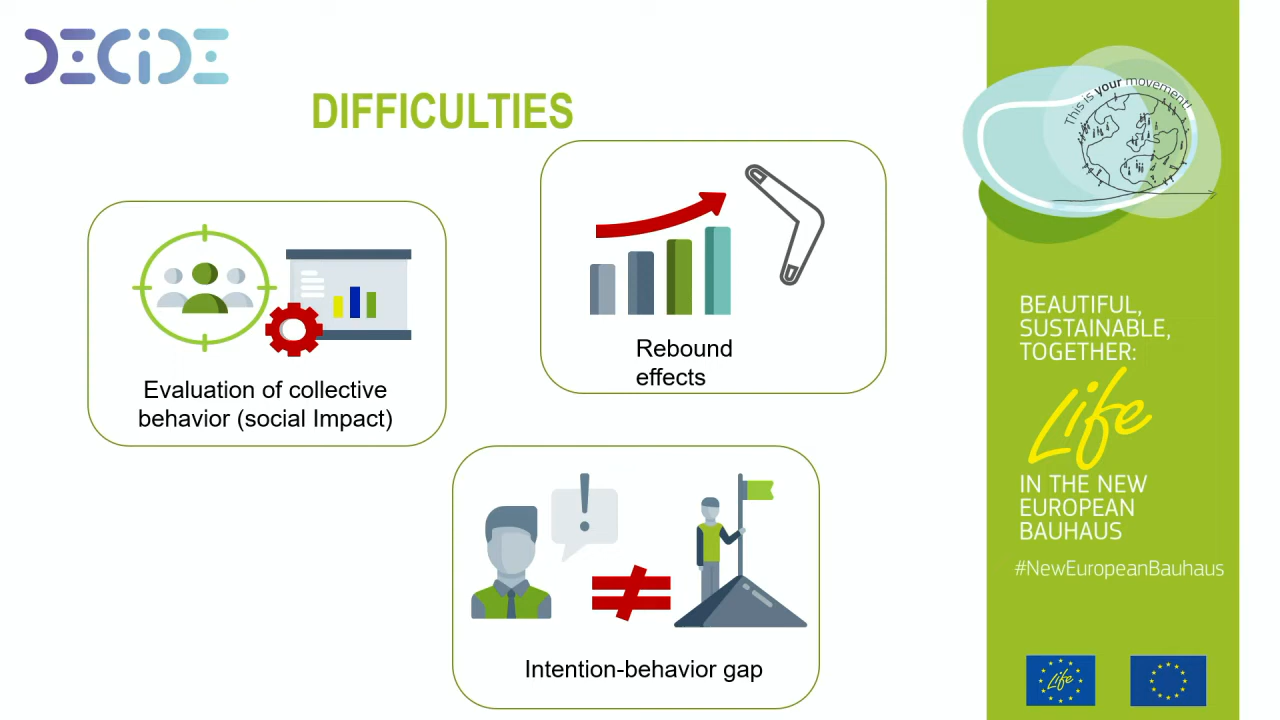 DECIDE
DIFFICULTIES
Evaluation of collective
behavior (social Impact)
Rebound
effects
Intention-behavior gap
This is your movement!
BEAUTIFUL,
SUSTAINABLE,
TOGETHER:
Life
IN THE NEW
EUROPEAN
BAUHAUS
#NewEuropeanBauhaus
Life